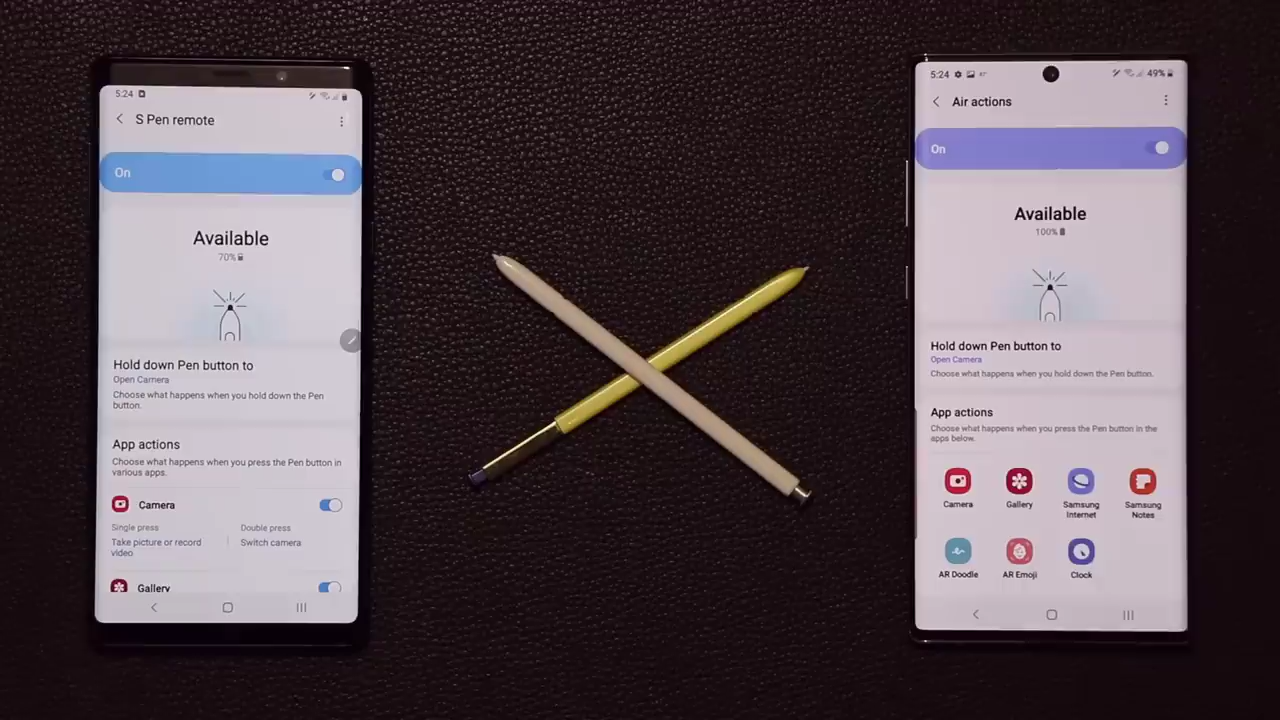 5:24
S Pen remote
On
Available
70%
Hold down Pen button to
Open Camera
Choose what happens when you hold down the Pen
button.
App actions
Choose what happens when you press the Pen button in
various apps.
Camera
Single press
Double press
Take picture or record
video
Switch camera
Gallery
5:24
49%
Air actions
On
Available
100%
Hold down Pen button to
Open Camera
Choose what happens when you hold down the Pen button.
App actions
Choose what happens when you press the Pen button in the
apps below.
Camera
Gallery
Samsung
Internet
Samsung
Notes
AR Doodle
AR Emoji
Clock